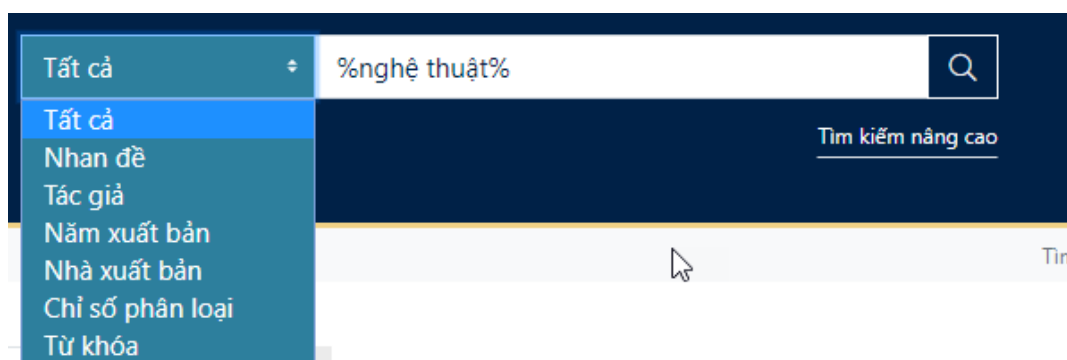 Tất cả
%nghệ thuật%
Tất cả
Nhan đề
Tìm kiếm nâng cao
Tác giả
Năm xuất bản
Nhà xuất bản
Chỉ số phân loại
Từ khóa